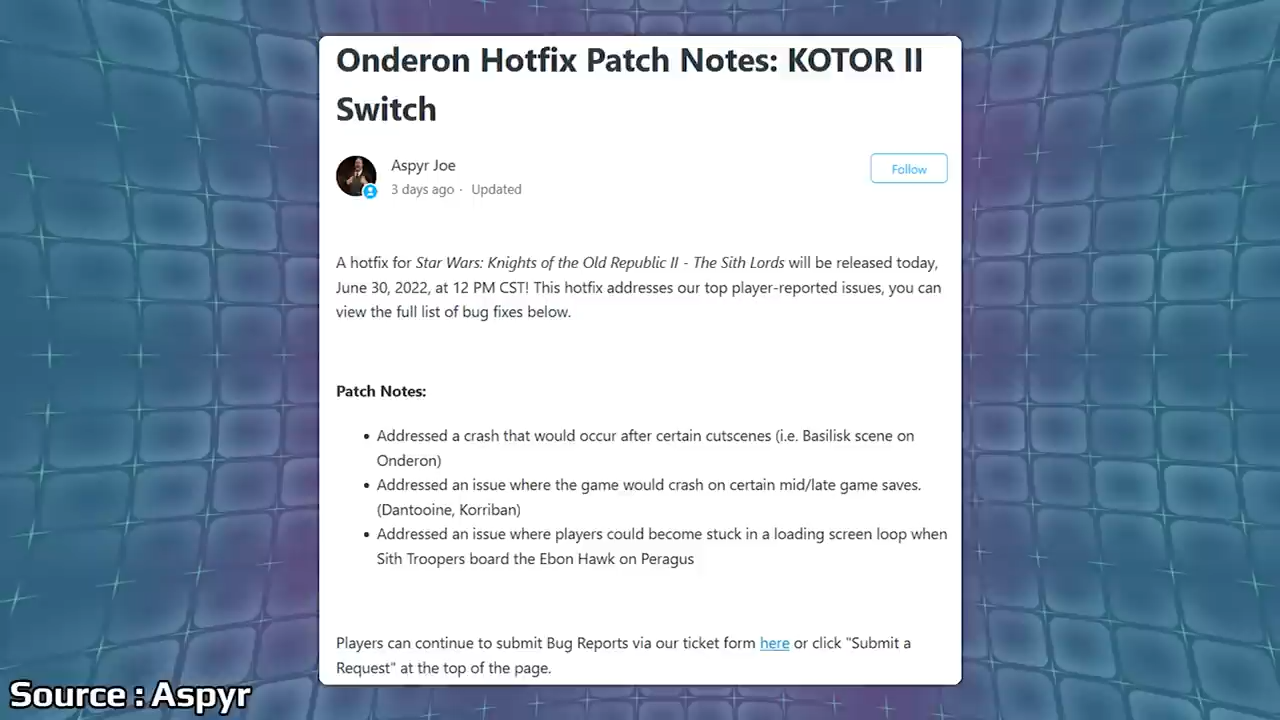 Onderon Hotfix Patch Notes: KOTOR II
Switch
Aspyr Joe
3 days ago · Updated
Follow
A hotfix for Star Wars: Knights of the Old Republic II - The Sith Lords will be released today,
June 30, 2022, at 12 PM CST! This hotfix addresses our top player-reported issues, you can
view the full list of bug fixes below.
Patch Notes:
• Addressed a crash that would occur after certain cutscenes (i.e. Basilisk scene on
Onderon)
• Addressed an issue where the game would crash on certain mid/late game saves.
(Dantooine, Korriban)
• Addressed an issue where players could become stuck in a loading screen loop when
Sith Troopers board the Ebon Hawk on Peragus
Players can continue to submit Bug Reports via our ticket form here or click "Submit a
Request" at the top of the page.
Source : Aspyr